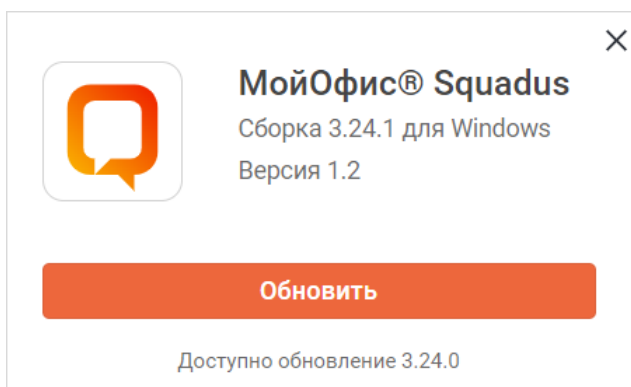 МойОфис® Squadus
Сборка 3.24.1 для Windows
Версия 1.2
Обновить
Доступно обновление 3.24.0